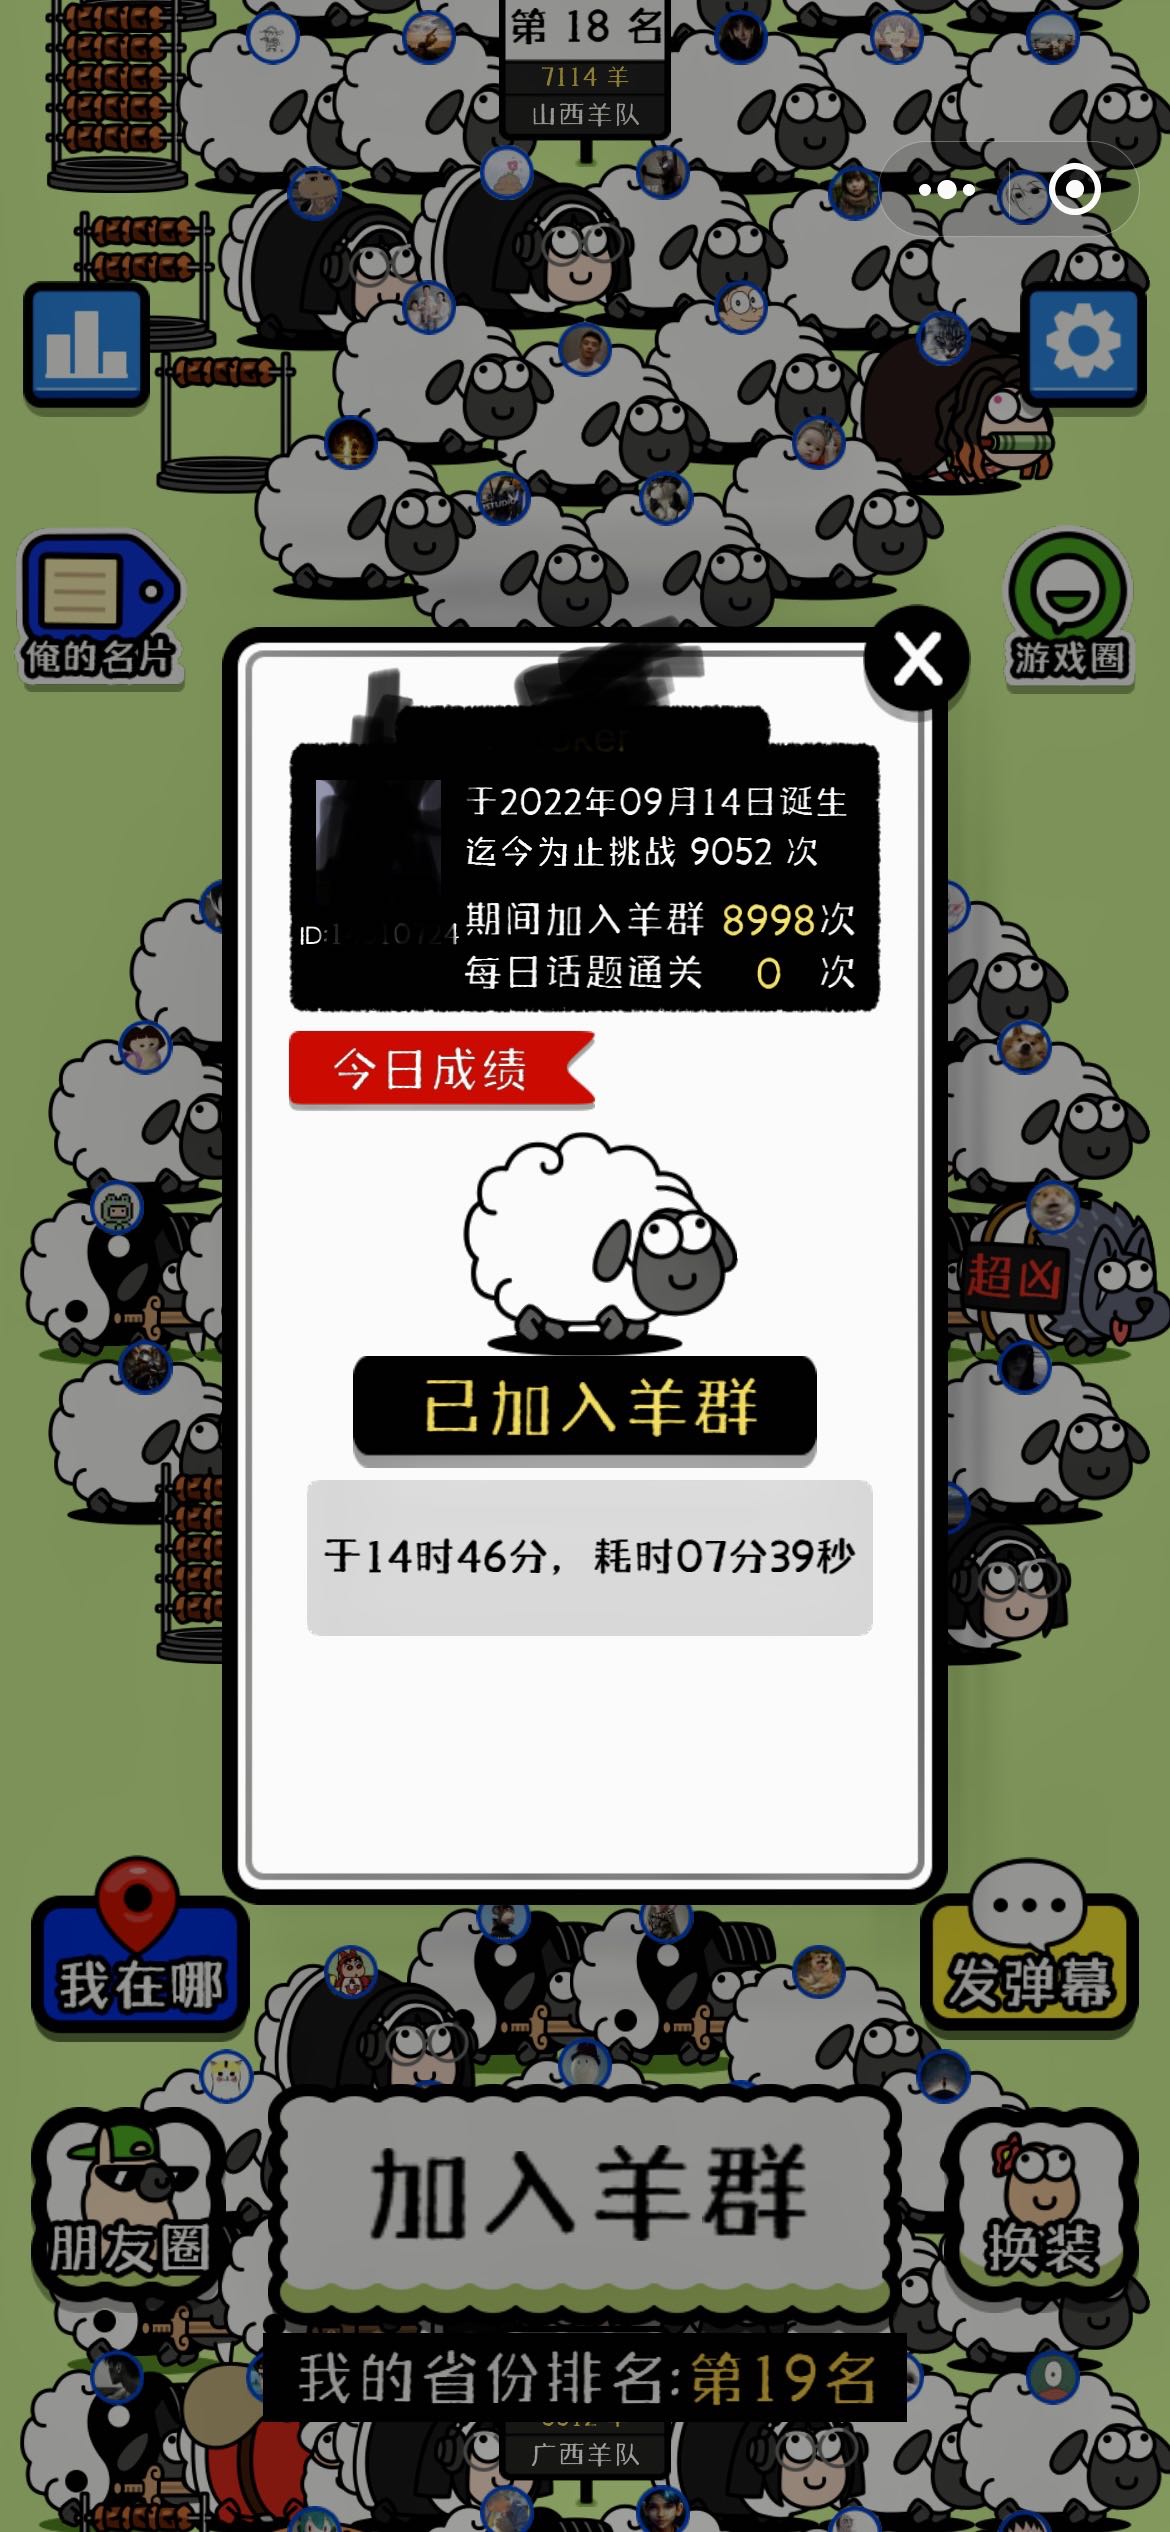 第 18 名
7114 羊
山西羊队
俺的名片
游戏圈
于2022年09月14日诞生
迄今为止挑战 9052 次
期间加入羊群 8998次
ID:
每日话题通关 0 次
今日成绩
超凶
已加入羊群
于14时46分，耗时07分39秒
我在哪
发弹幕
加入羊群
朋友圈
换装
我的省份排名:第19名
广西羊队